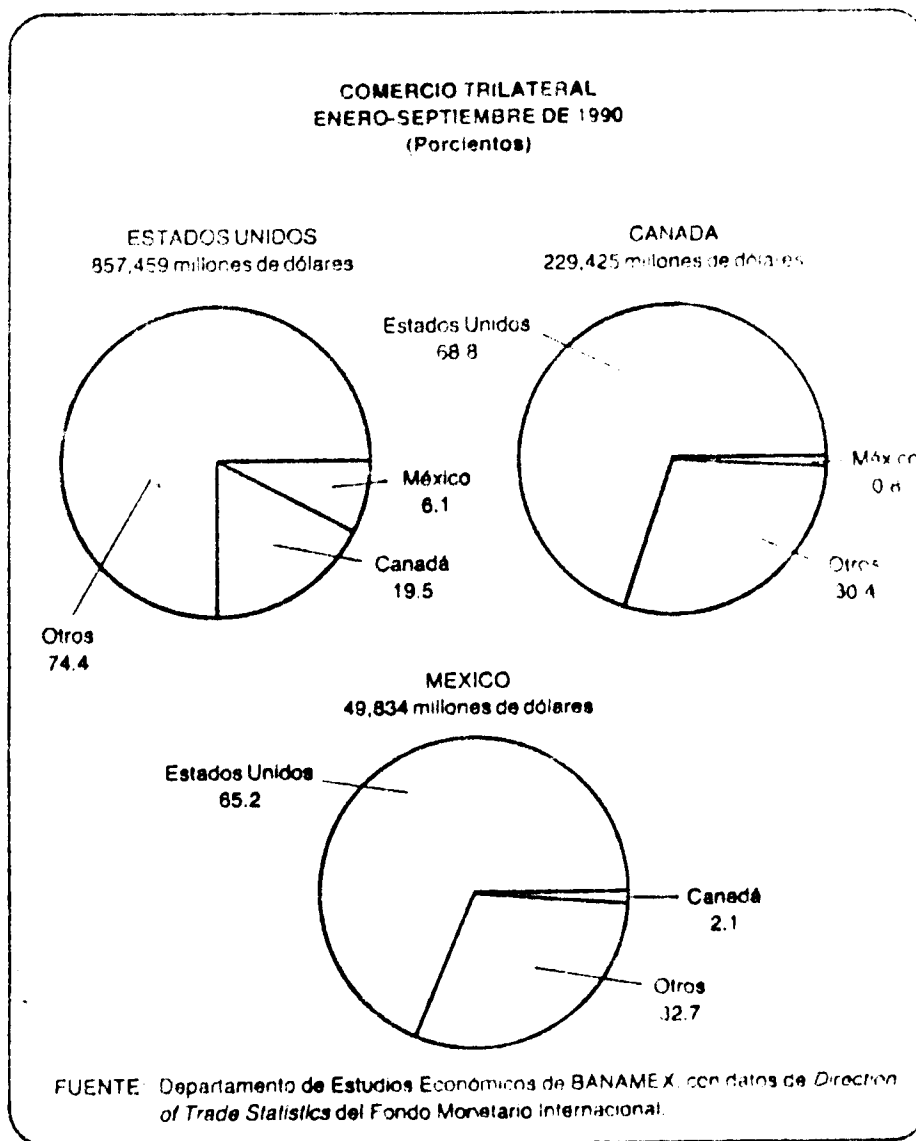 COMERCIO TRILATERAL
ENERO-SEPTIEMBRE DE 1990
(Porcientos)
ESTADOS UNIDOS
857,459 millones de dólares
México
6.1
Canadá
19.5
Otros
74.4
CANADA
229,425 millones de dólares
Estados Unidos
68.8
México
0.8
Otros
30.4
MEXICO
49,834 millones de dólares
Estados Unidos
65.2
Canadá
2.1
Otros
32.7
FUENTE: Departamento de Estudios Económicos de BANAMEX, con datos de Direction
of Trade Statistics del Fondo Monetario Internacional.